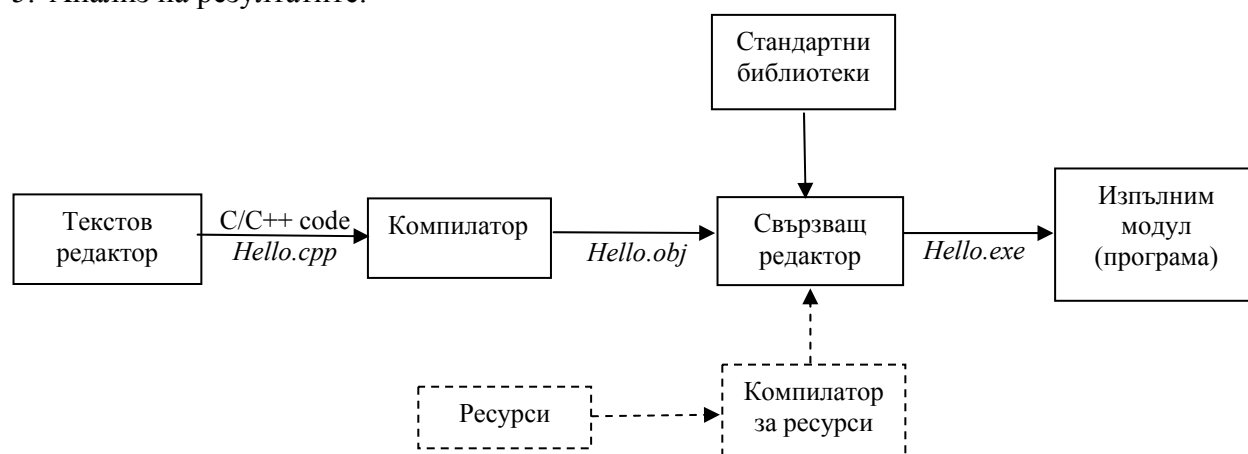 5. Анализ на резултатите.
Стандартни
библиотеки
Текстов
редактор
C/C++ code
Hello.cpp
Компилатор
Hello.obj
Свързващ
редактор
Hello.exe
Изпълним
модул
(програма)
Ресурси
Компилатор
за ресурси